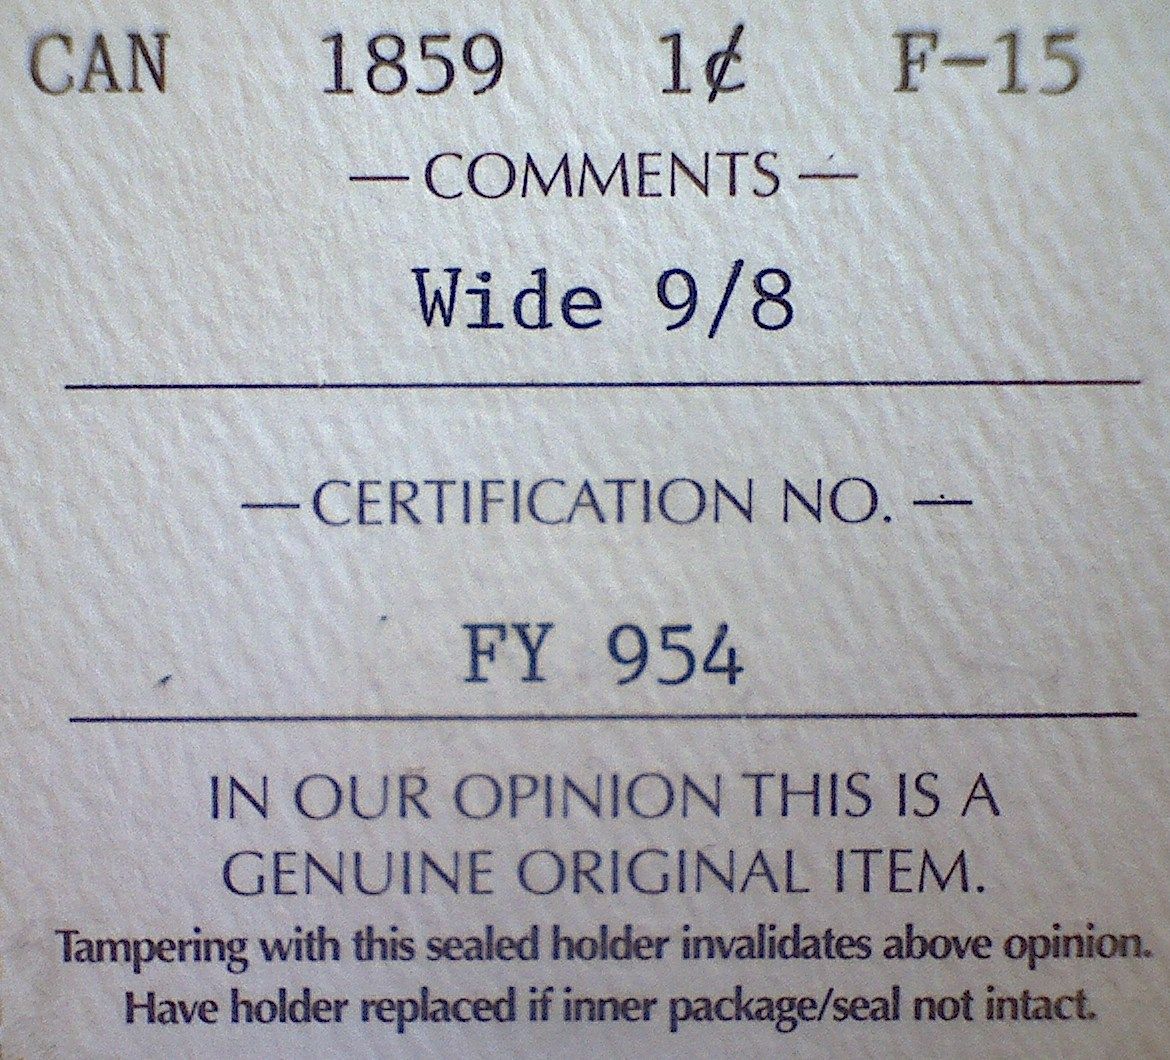 CAN 1859 1¢ F-15
—COMMENTS—
Wide 9/8
—CERTIFICATION NO.—
FY 954
IN OUR OPINION THIS IS A
GENUINE ORIGINAL ITEM.
Tampering with this sealed holder invalidates above opinion.
Have holder replaced if inner package/seal not intact.